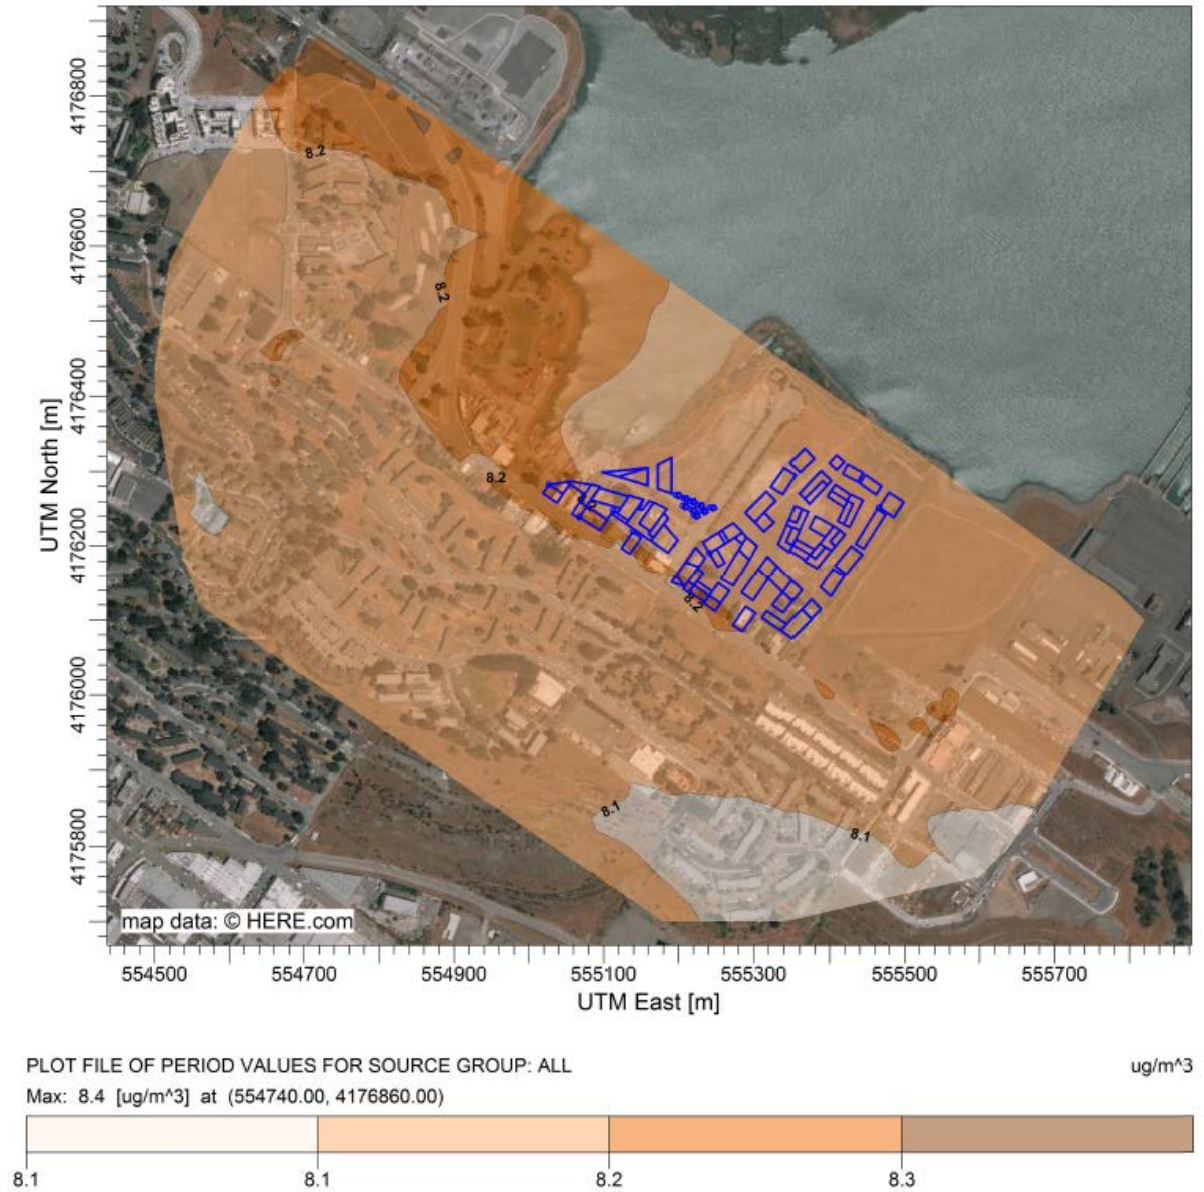 4176800
8.2
4176600
8.2
UTM North [m]
4176400
8.2
4176200
8.2
4176000
8.1
8.1
4175800
map data: © HERE.com
554500 554700 554900 555100 555300 555500 555700
UTM East [m]
PLOT FILE OF PERIOD VALUES FOR SOURCE GROUP: ALL ug/m^3
Max: 8.4 [ug/m^3] at (554740.00, 4176860.00)
8.1 8.1 8.2 8.3